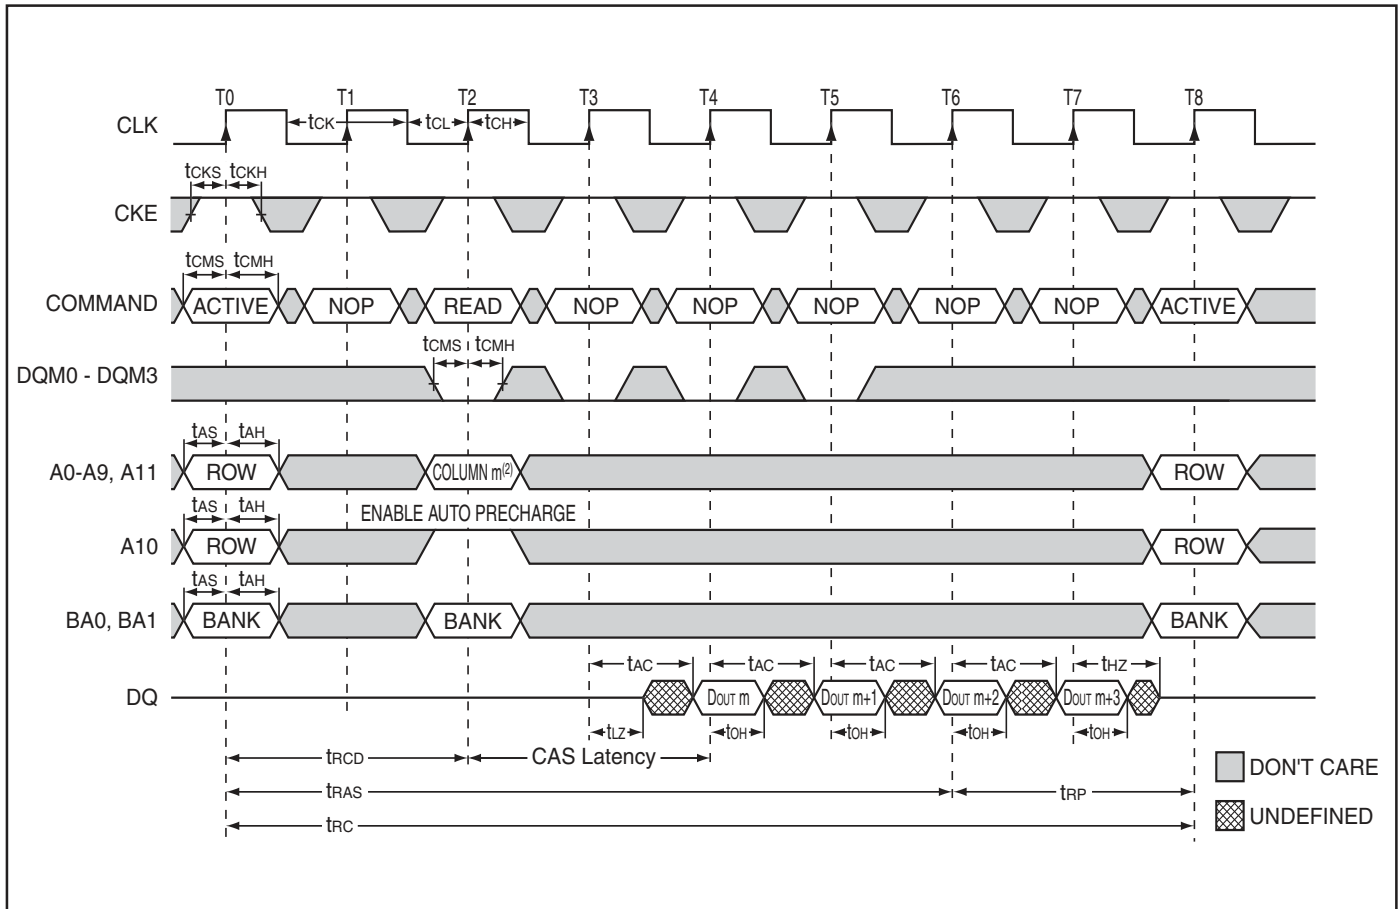 T0 T1 T2 T3 T4 T5 T6 T7 T8
CLK tCK tCL tCH
tCKS tCKH
CKE
tCMS tCMH
COMMAND ACTIVE NOP READ NOP NOP NOP NOP NOP ACTIVE
tCMS tCMH
DQM0 - DQM3
tAS tAH
A0-A9, A11 ROW COLUMN m(2) ROW
tAS tAH ENABLE AUTO PRECHARGE
A10 ROW ROW
tAS tAH
BA0, BA1 BANK BANK BANK
tAC tAC tAC tAC tHZ
DQ DOUT m DOUT m+1 DOUT m+2 DOUT m+3
tLZ tOH tOH tOH tOH
tRCD CAS Latency
DON'T CARE
tRAS tRP
UNDEFINED
tRC